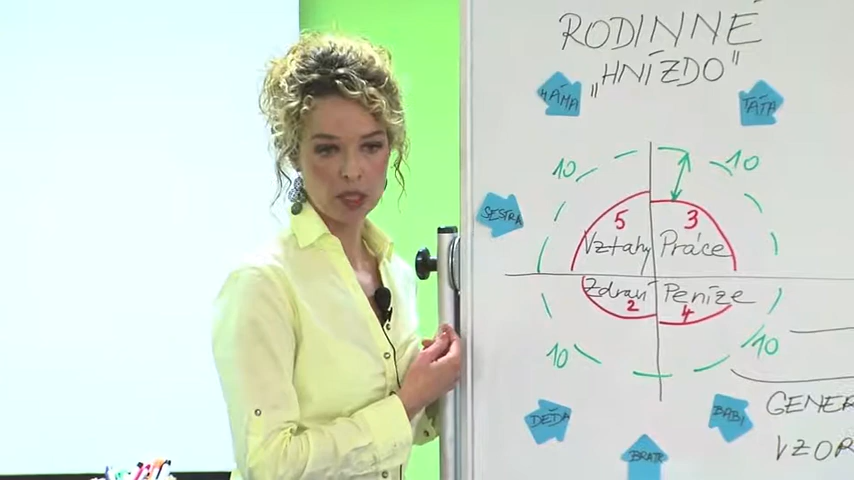 RODINNÉ
„HNÍZDO"
MÁMA
TÁTA
10
10
SESTRA
5
3
Vztahy
Práce
Zdraví
Peníze
2
4
10
10
DĚDA
BABI
GENER
BRATR
VZOR